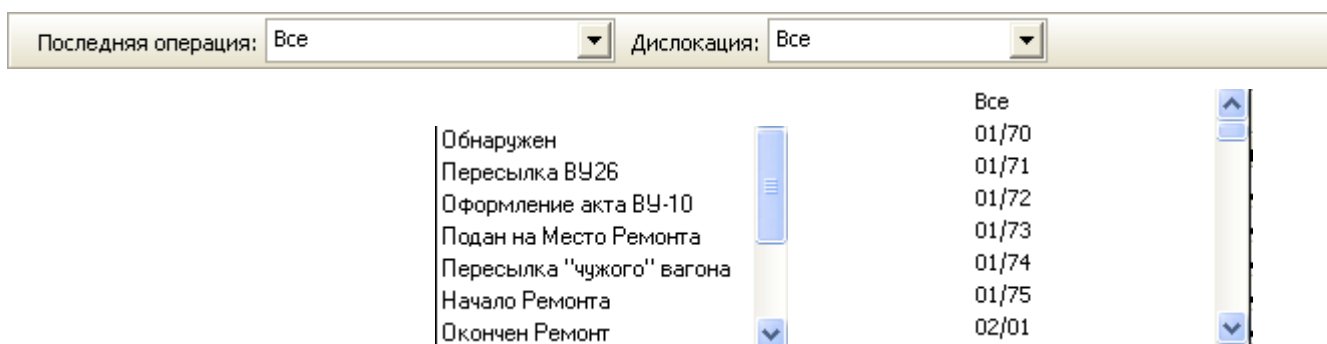 Последняя операция: Все Дислокация: Все
Обнаружен
Пересылка ВУ26
Оформление акта ВУ-10
Подан на Место Ремонта
Пересылка "чужого" вагона
Начало Ремонта
Окончен Ремонт
Все
01/70
01/71
01/72
01/73
01/74
01/75
02/01